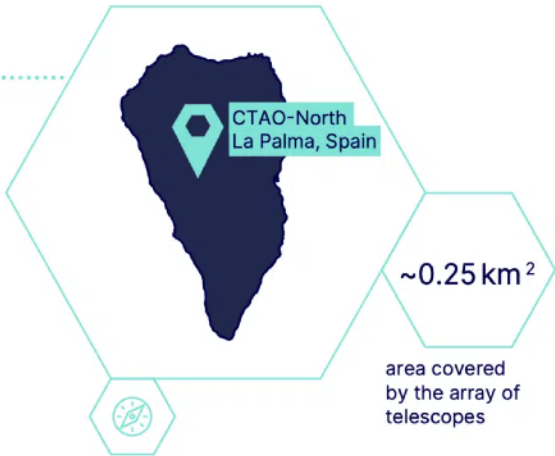 CTAO-North
La Palma, Spain
~0.25 km²
area covered
by the array of
telescopes